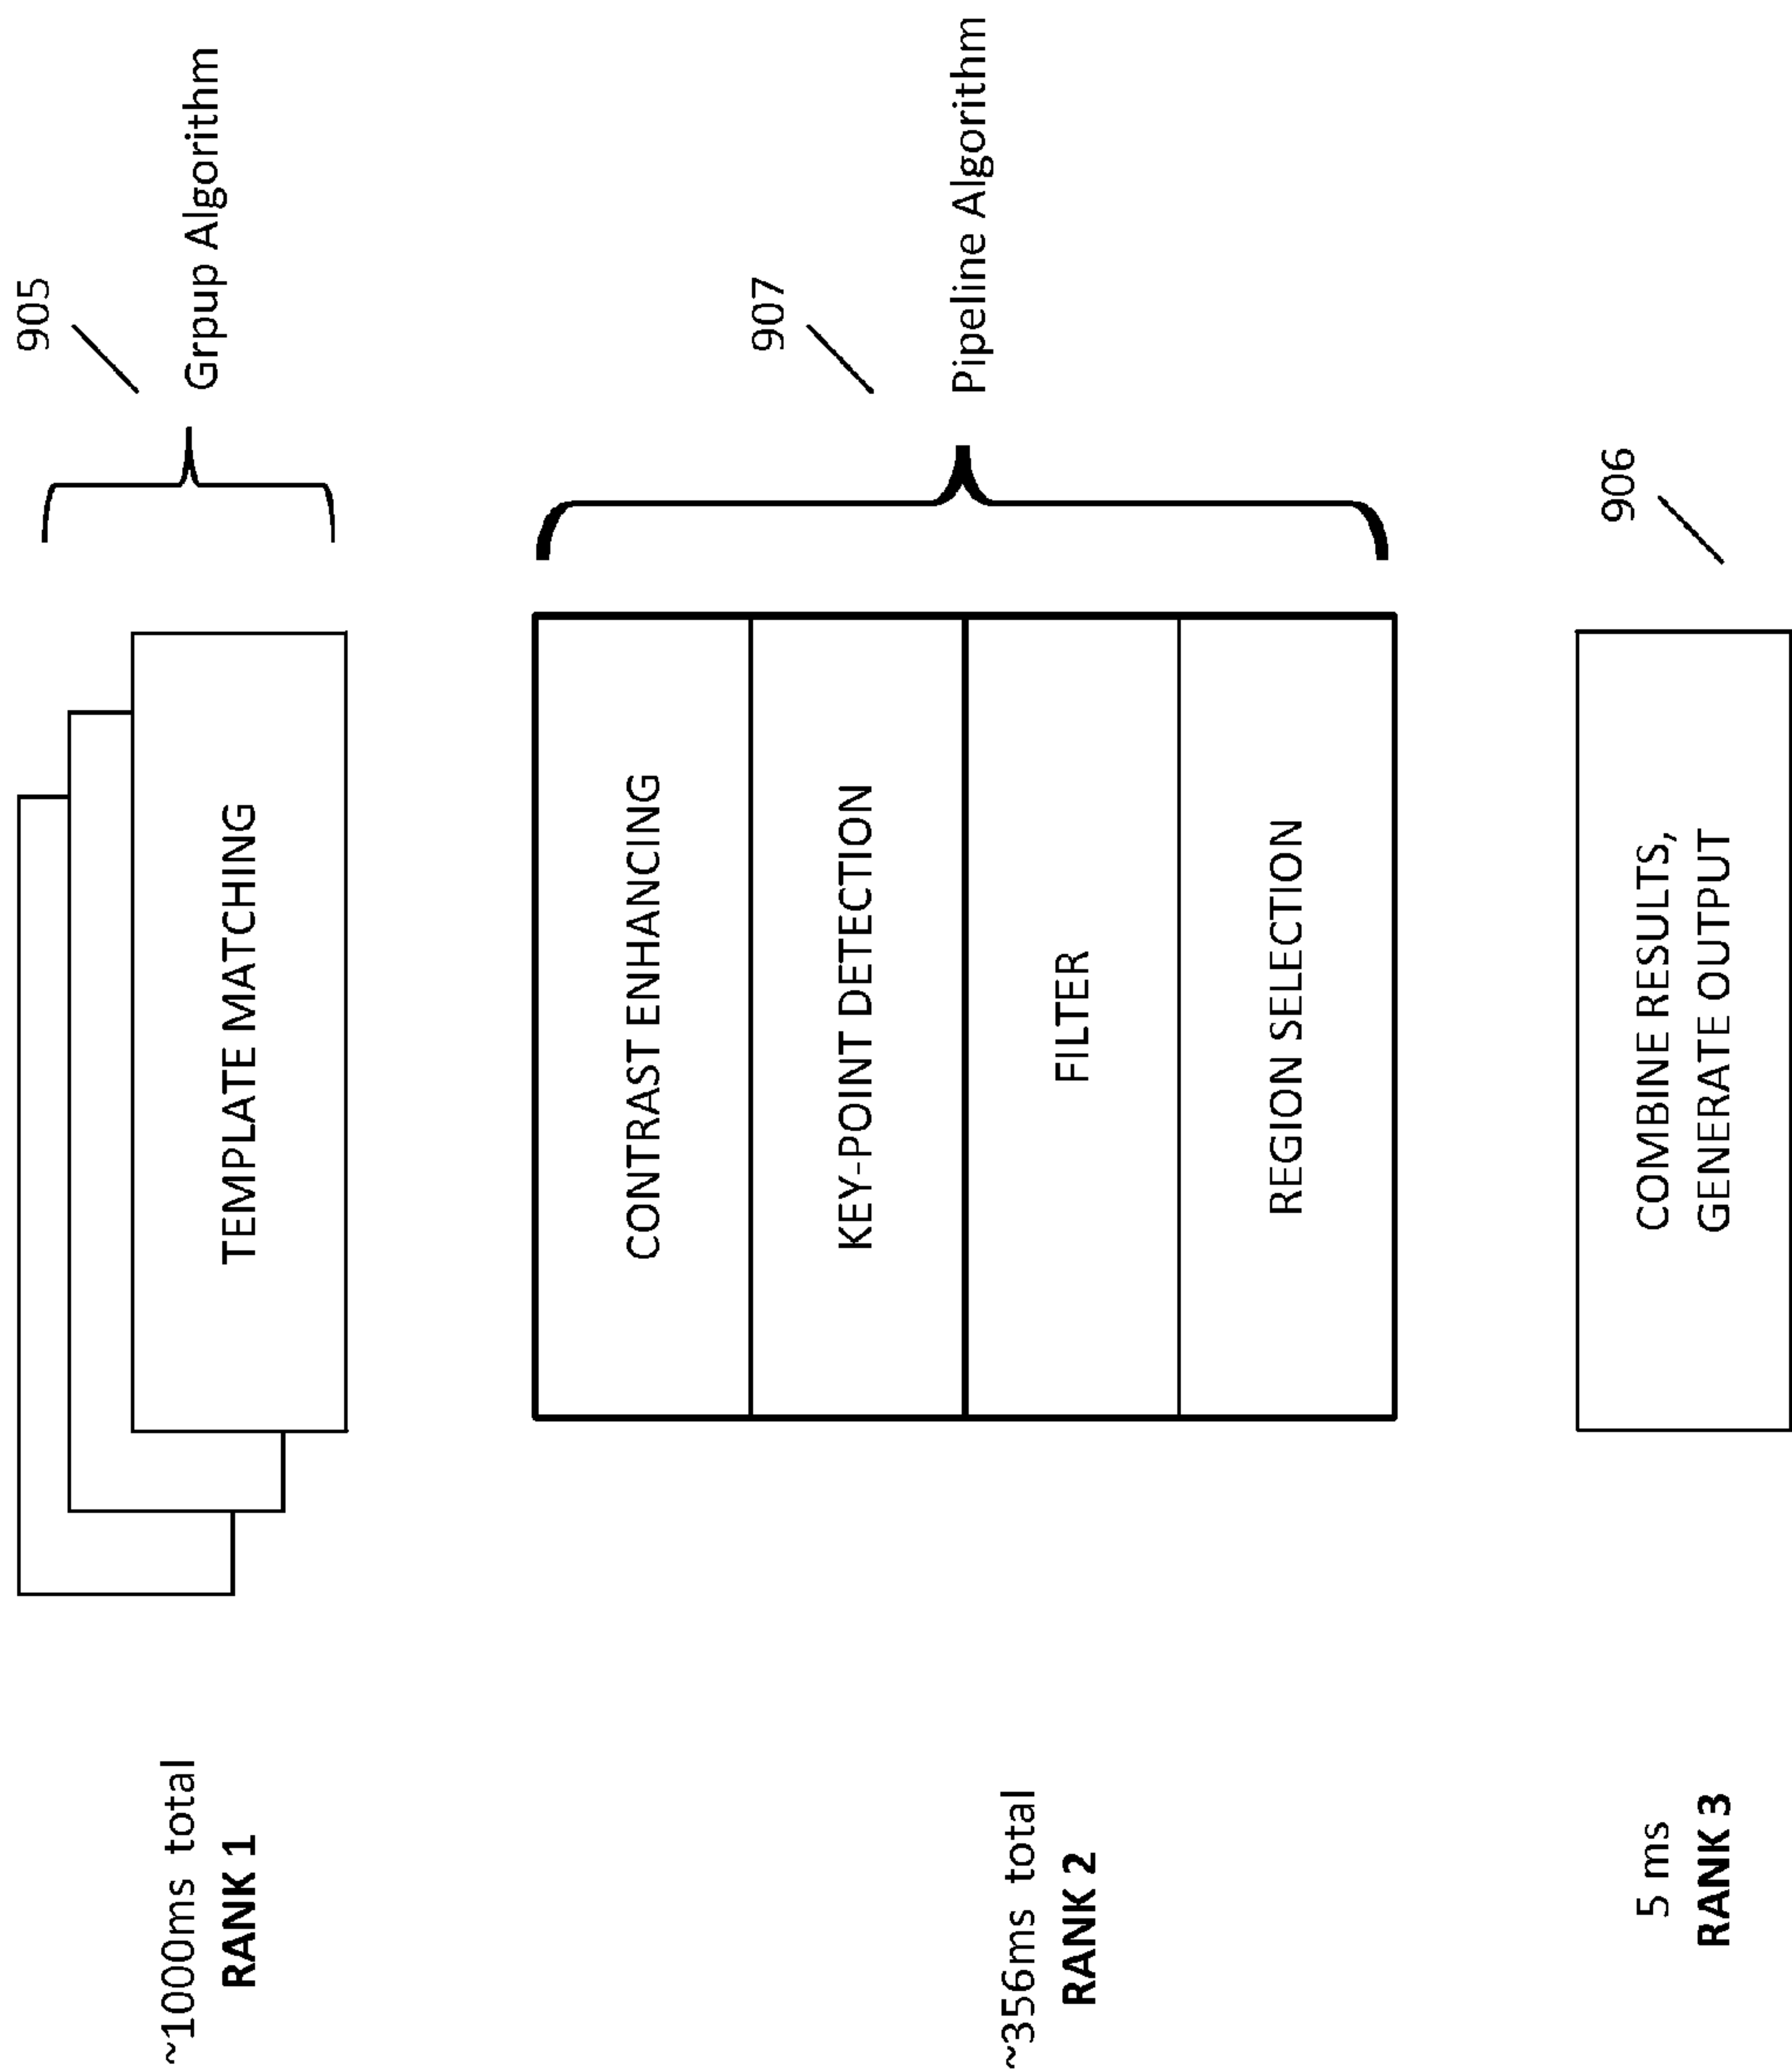 ~1000ms total
RANK 1
TEMPLATE MATCHING
905
Grpup Algorithm
~356ms total
RANK 2
CONTRAST ENHANCING
KEY-POINT DETECTION
FILTER
REGION SELECTION
907
Pipeline Algorithm
5 ms
RANK 3
COMBINE RESULTS,
GENERATE OUTPUT
906